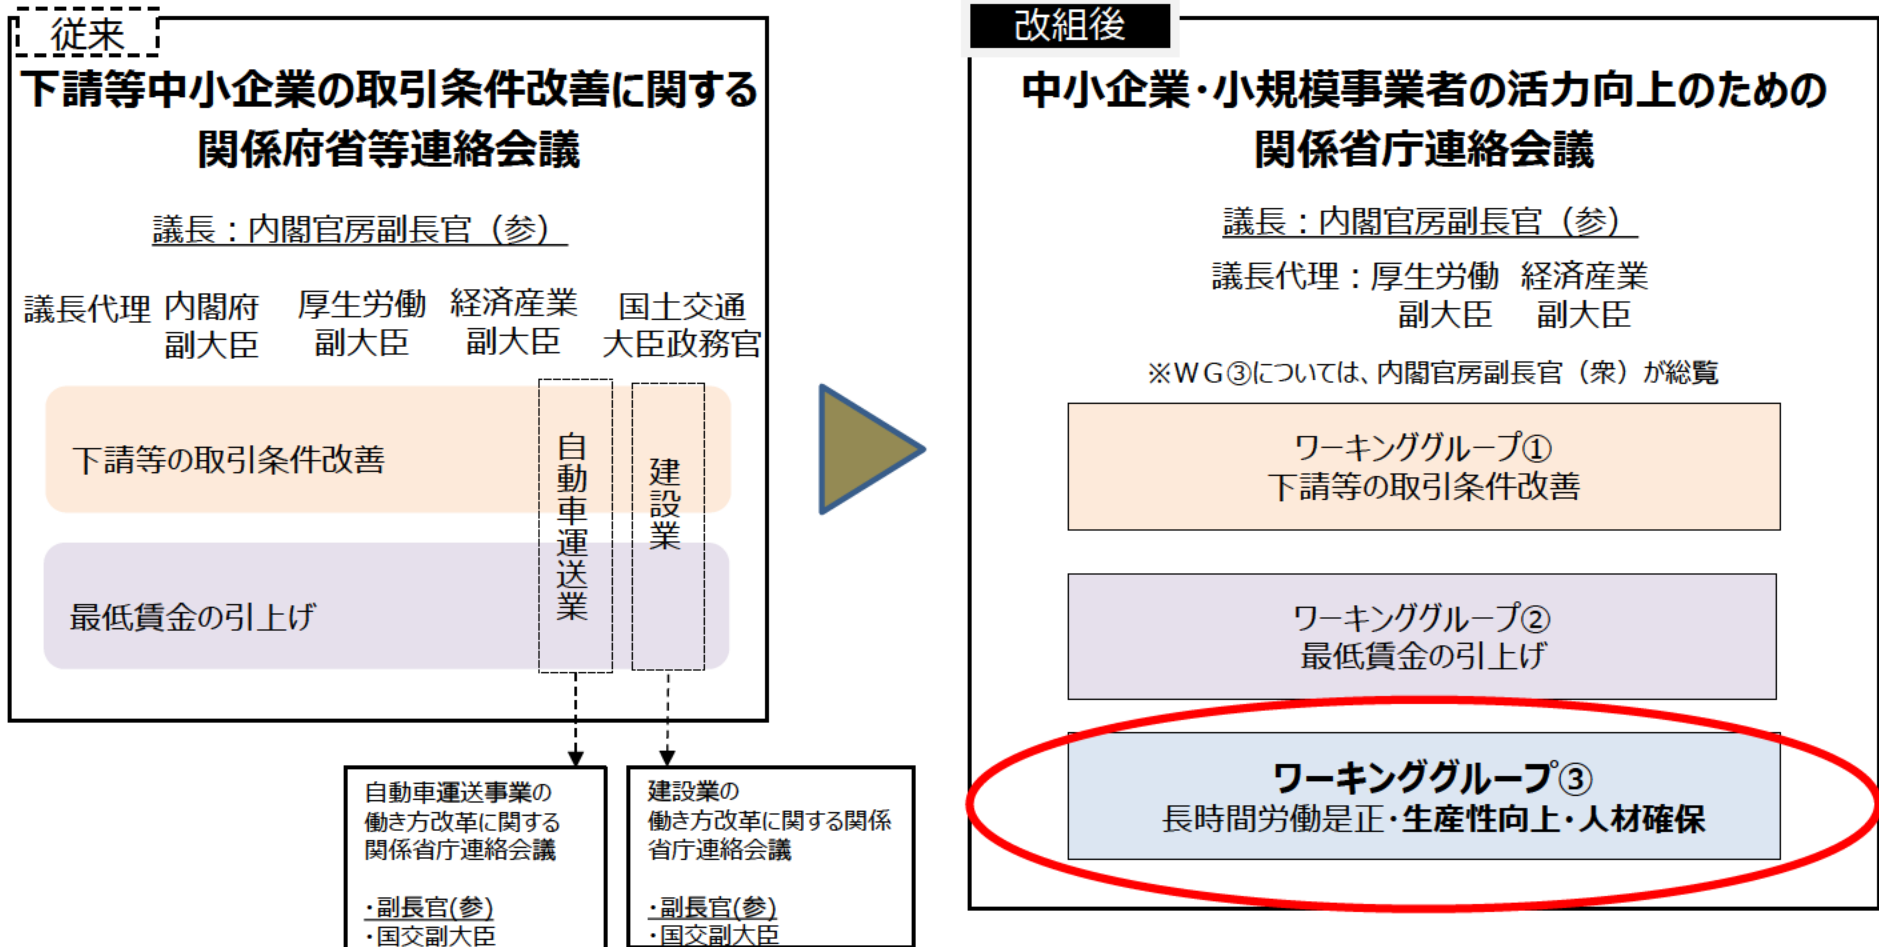 従来
下請等中小企業の取引条件改善に関する
関係府省等連絡会議
議長：内閣官房副長官（参）
議長代理 内閣府 厚生労働 経済産業 国土交通
副大臣 副大臣 副大臣 大臣政務官
下請等の取引条件改善
最低賃金の引上げ
自動車運送業
建設業
自動車運送事業の
働き方改革に関する
関係省庁連絡会議
・副長官(参)
・国交副大臣
建設業の
働き方改革に関する関係
省庁連絡会議
・副長官(参)
・国交副大臣
改組後
中小企業・小規模事業者の活力向上のための
関係省庁連絡会議
議長：内閣官房副長官（参）
議長代理：厚生労働 経済産業
副大臣 副大臣
※ＷＧ③については、内閣官房副長官（衆）が総覧
ワーキンググループ①
下請等の取引条件改善
ワーキンググループ②
最低賃金の引上げ
ワーキンググループ③
長時間労働是正・生産性向上・人材確保